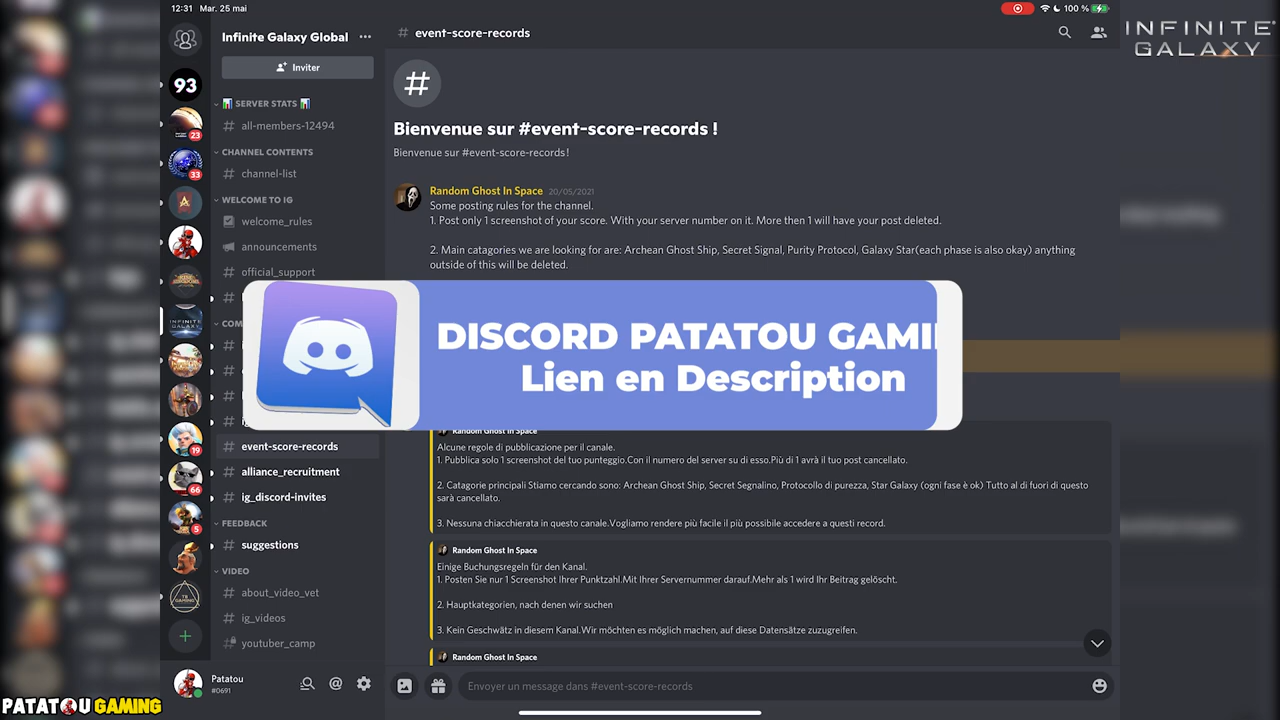 12:31 Mar. 25 mai
100 %
INFINITE
GALAXY
Infinite Galaxy Global
Inviter
SERVER STATS
all-members-12494
CHANNEL CONTENTS
channel-list
WELCOME TO IG
welcome_rules
announcements
official_support
event-score-records
alliance_recruitment
ig_discord-invites
FEEDBACK
suggestions
VIDEO
about_video_vet
ig_videos
youtuber_camp
93
23
33
19
66
5
Patatou
#0691
PATATOU GAMING
# event-score-records
#
Bienvenue sur #event-score-records !
Bienvenue sur #event-score-records !
Random Ghost In Space 20/05/2021
Some posting rules for the channel.
1. Post only 1 screenshot of your score. With your server number on it. More then 1 will have your post deleted.
2. Main catagories we are looking for are: Archean Ghost Ship, Secret Signal, Purity Protocol, Galaxy Star(each phase is also okay) anything
outside of this will be deleted.
DISCORD PATATOU GAMI
Lien en Description
Random Ghost In Space
Alcune regole di pubblicazione per il canale.
1. Pubblica solo 1 screenshot del tuo punteggio.Con il numero del server su di esso.Più di 1 avrà il tuo post cancellato.
2. Catagorie principali Stiamo cercando sono: Archean Ghost Ship, Secret Segnalino, Protocollo di purezza, Star Galaxy (ogni fase è ok) Tutto al di fuori di questo
sarà cancellato.
3. Nessuna chiacchierata in questo canale.Vogliamo rendere più facile il più possibile accedere a questi record.
Random Ghost In Space
Einige Buchungsregeln für den Kanal.
1. Posten Sie nur 1 Screenshot Ihrer Punktzahl.Mit Ihrer Servernummer darauf.Mehr als 1 wird Ihr Beitrag gelöscht.
2. Hauptkategorien, nach denen wir suchen
3. Kein Geschwätz in diesem Kanal.Wir möchten es möglich machen, auf diese Datensätze zuzugreifen.
Random Ghost In Space
Envoyer un message dans #event-score-records